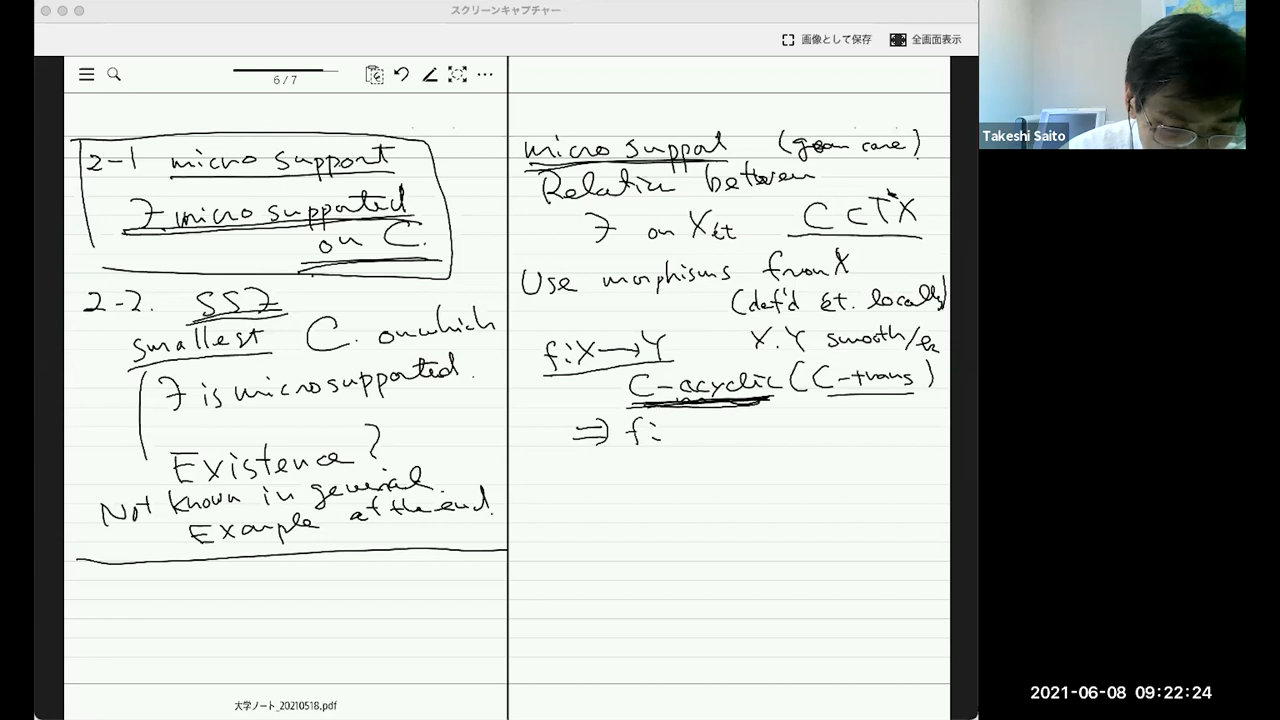 スクリーンキャプチャー
画像として保存
全画面表示
6/7
2-1 micro support
F micro supported
on C.
2-2. SSF
smallest C. on which
F is microsupported.
Existence?
Not known in general.
Example at the end.
大学ノート_20210518.pdf
micro support (geom case)
Relation between
F on Xét C ⊂ T*X
Use morphisms from X
(def'd ét. locally)
f: X → Y X. Y smooth/k
C-acyclic (C-trans)
⇒ f:
Takeshi Saito
2021-06-08 09:22:24